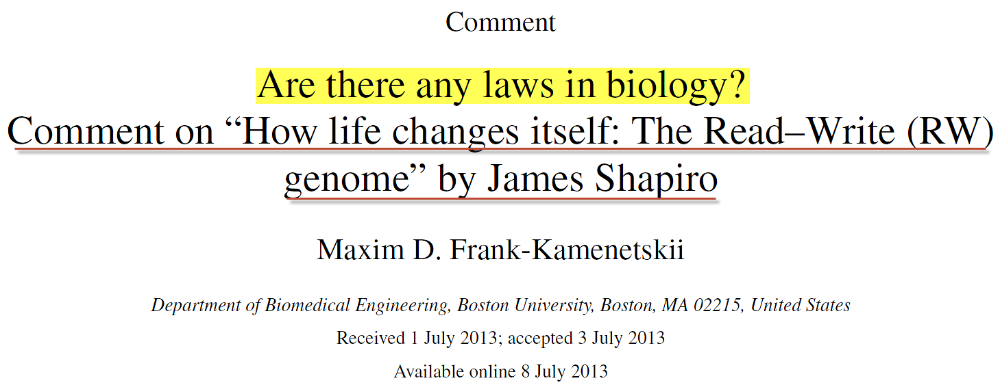 Comment
Are there any laws in biology?
Comment on “How life changes itself: The Read–Write (RW)
genome” by James Shapiro
Maxim D. Frank-Kamenetskii
Department of Biomedical Engineering, Boston University, Boston, MA 02215, United States
Received 1 July 2013; accepted 3 July 2013
Available online 8 July 2013